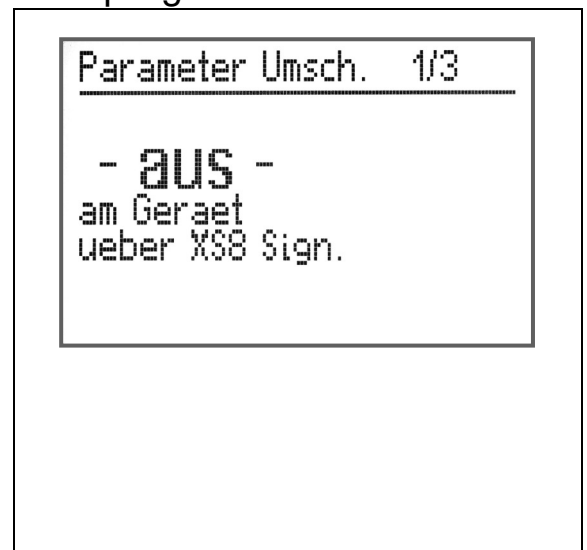 Parameter Umsch. 1/3
- aus -
am Geraet
ueber XS8 Sign.